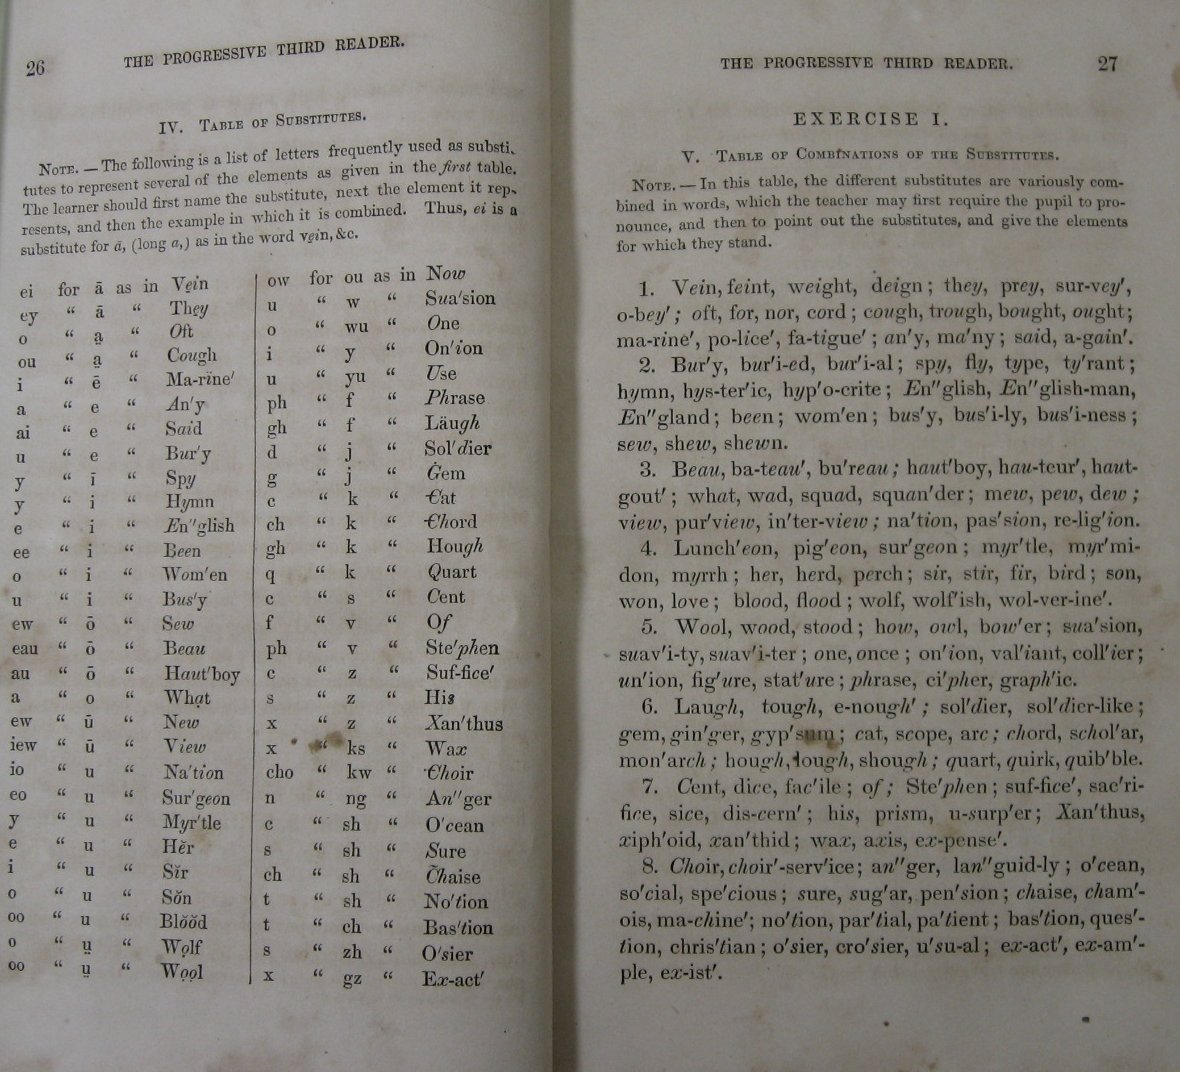 26
THE PROGRESSIVE THIRD READER.
IV. TABLE OF SUBSTITUTES.
NOTE. — The following is a list of letters frequently used as substi-
tutes to represent several of the elements as given in the first table.
The learner should first name the substitute, next the element it rep-
resents, and then the example in which it is combined. Thus, ei is a
substitute for ā, (long a,) as in the word vein, &c.
ei for ā as in Vein
ey “ ā “ They
o “ a̤ “ Oft
ou “ a̤ “ Cough
i “ ē “ Ma-rïne'
a “ e “ An'y
ai “ e “ Said
u “ e “ Bur'y
y “ ī “ Spy
y “ i “ Hymn
e “ i “ En"glish
ee “ i “ Been
o “ i “ Wom'en
u “ i “ Bus'y
ew “ ō “ Sew
eau “ ō “ Beau
au “ ō “ Haut'boy
a “ o “ What
ew “ ū “ New
iew “ ū “ View
io “ u “ Na'tion
eo “ u “ Sur'geon
y “ u “ Myr'tle
e “ u “ Hĕr
i “ u “ Sĭr
o “ u “ Sŏn
oo “ u “ Blŏŏd
o “ ṳ “ Wọlf
oo “ ṳ “ Wọọl
ow for ou as in Now
u “ w “ Sua'sion
o “ wu “ One
i “ y “ On'ion
u “ yu “ Use
ph “ f “ Phrase
gh “ f “ Läugh
d “ j “ Sol'dier
g “ j “ Ġem
c “ k “ Cat
ch “ k “ Chord
gh “ k “ Hough
q “ k “ Quart
c “ s “ Cent
f “ v “ Of
ph “ v “ Ste'phen
c “ z “ Suf-fice'
s “ z “ His
x “ z “ Xan'thus
x “ ks “ Wax
cho “ kw “ Choir
n “ ng “ An"ger
c “ sh “ O'cean
s “ sh “ Sure
ch “ sh “ Chaise
t “ sh “ No'tion
t “ ch “ Bas'tion
s “ zh “ O'sier
x “ gz “ Ex-act'
THE PROGRESSIVE THIRD READER.
27
EXERCISE I.
V. TABLE OF COMBINATIONS OF THE SUBSTITUTES.
NOTE. — In this table, the different substitutes are variously com-
bined in words, which the teacher may first require the pupil to pro-
nounce, and then to point out the substitutes, and give the elements
for which they stand.
1. Vein, feint, weight, deign; they, prey, sur-vey',
o-bey'; oft, for, nor, cord; cough, trough, bought, ought;
ma-rine', po-lice', fa-tigue'; an'y, ma'ny; said, a-gain'.
2. Bur'y, bur'i-ed, bur'i-al; spy, fly, type, ty'rant;
hymn, hys-ter'ic, hyp'o-crite; En"glish, En"glish-man,
En"gland; been; wom'en; bus'y, bus'i-ly, bus'i-ness;
sew, shew, shewn.
3. Beau, ba-teau', bu'reau; haut'boy, hau-teur', haut-
gout'; what, wad, squad, squan'der; mew, pew, dew;
view, pur'view, in'ter-view; na'tion, pas'sion, re-lig'ion.
4. Lunch'eon, pig'eon, sur'geon; myr'tle, myr'mi-
don, myrrh; her, herd, perch; sir, stir, fir, bird; son,
won, love; blood, flood; wolf, wolf'ish, wol-ver-ine'.
5. Wool, wood, stood; how, owl, bow'er; sua'sion,
suav'i-ty, suav'i-ter; one, once; on'ion, val'iant, coll'ier;
un'ion, fig'ure, stat'ure; phrase, ci'pher, graph'ic.
6. Laugh, tough, e-nough'; sol'dier, sol'dier-like;
gem, gin'ger, gyp'sum; cat, scope, arc; chord, schol'ar,
mon'arch; hough, lough, shough; quart, quirk, quib'ble.
7. Cent, dice, fac'ile; of; Ste'phen; suf-fice', sac'ri-
fice, sice, dis-cern'; his, prism, u-surp'er; Xan'thus,
xiph'oid, xan'thid; wax, axis, ex-pense'.
8. Choir, choir'-serv'ice; an"ger, lan"guid-ly; o'cean,
so'cial, spe'cious; sure, sug'ar, pen'sion; chaise, cham'-
ois, ma-chine'; no'tion, par'tial, pa'tient; bas'tion, ques'-
tion, chris'tian; o'sier, cro'sier, u'su-al; ex-act', ex-am'-
ple, ex-ist'.